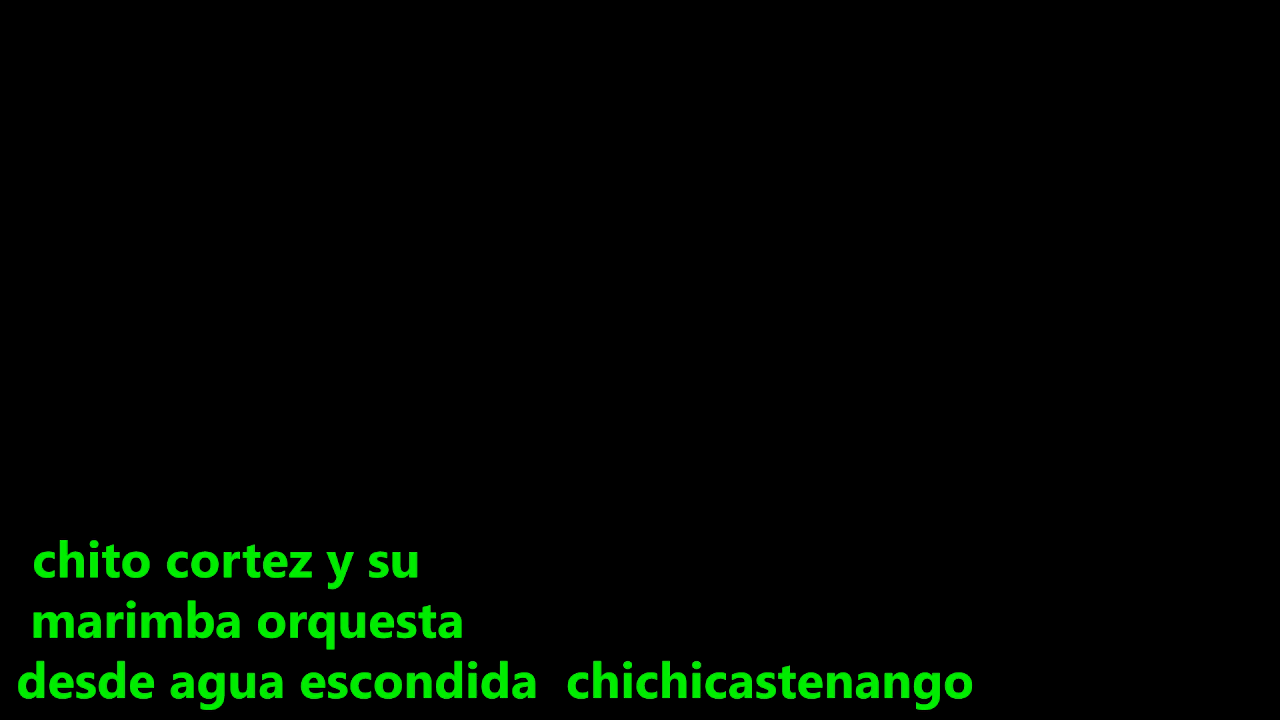 chito cortez y su
marimba orquesta
desde agua escondida  chichicastenango